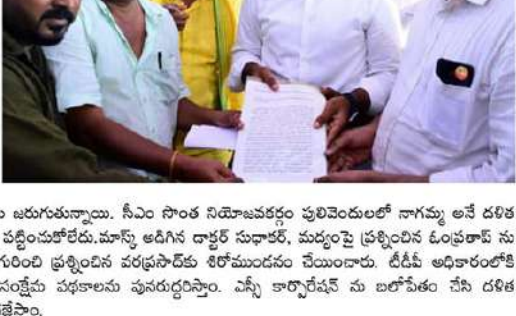 ు జరుగుతున్నాయి. సీఎం సొంత నియోజవకర్గం పులివెందులలో నాగమ్మ అనే దళిత
పట్టించుకోలేదు.మాస్క్ అడిగిన డాక్టర్ సుధాకర్, మద్యంపై ప్రశ్నించిన ఓంప్రతాప్ ను
గురించి ప్రశ్నించిన వరప్రసాద్‌కు శిరోముండనం చేయించారు. టీడీపీ అధికారంలోకి
సంక్షేమ పథకాలను పునరుద్దరిస్తాం. ఎస్సీ కార్పొరేషన్ ను బలోపేతం చేసి దళిత